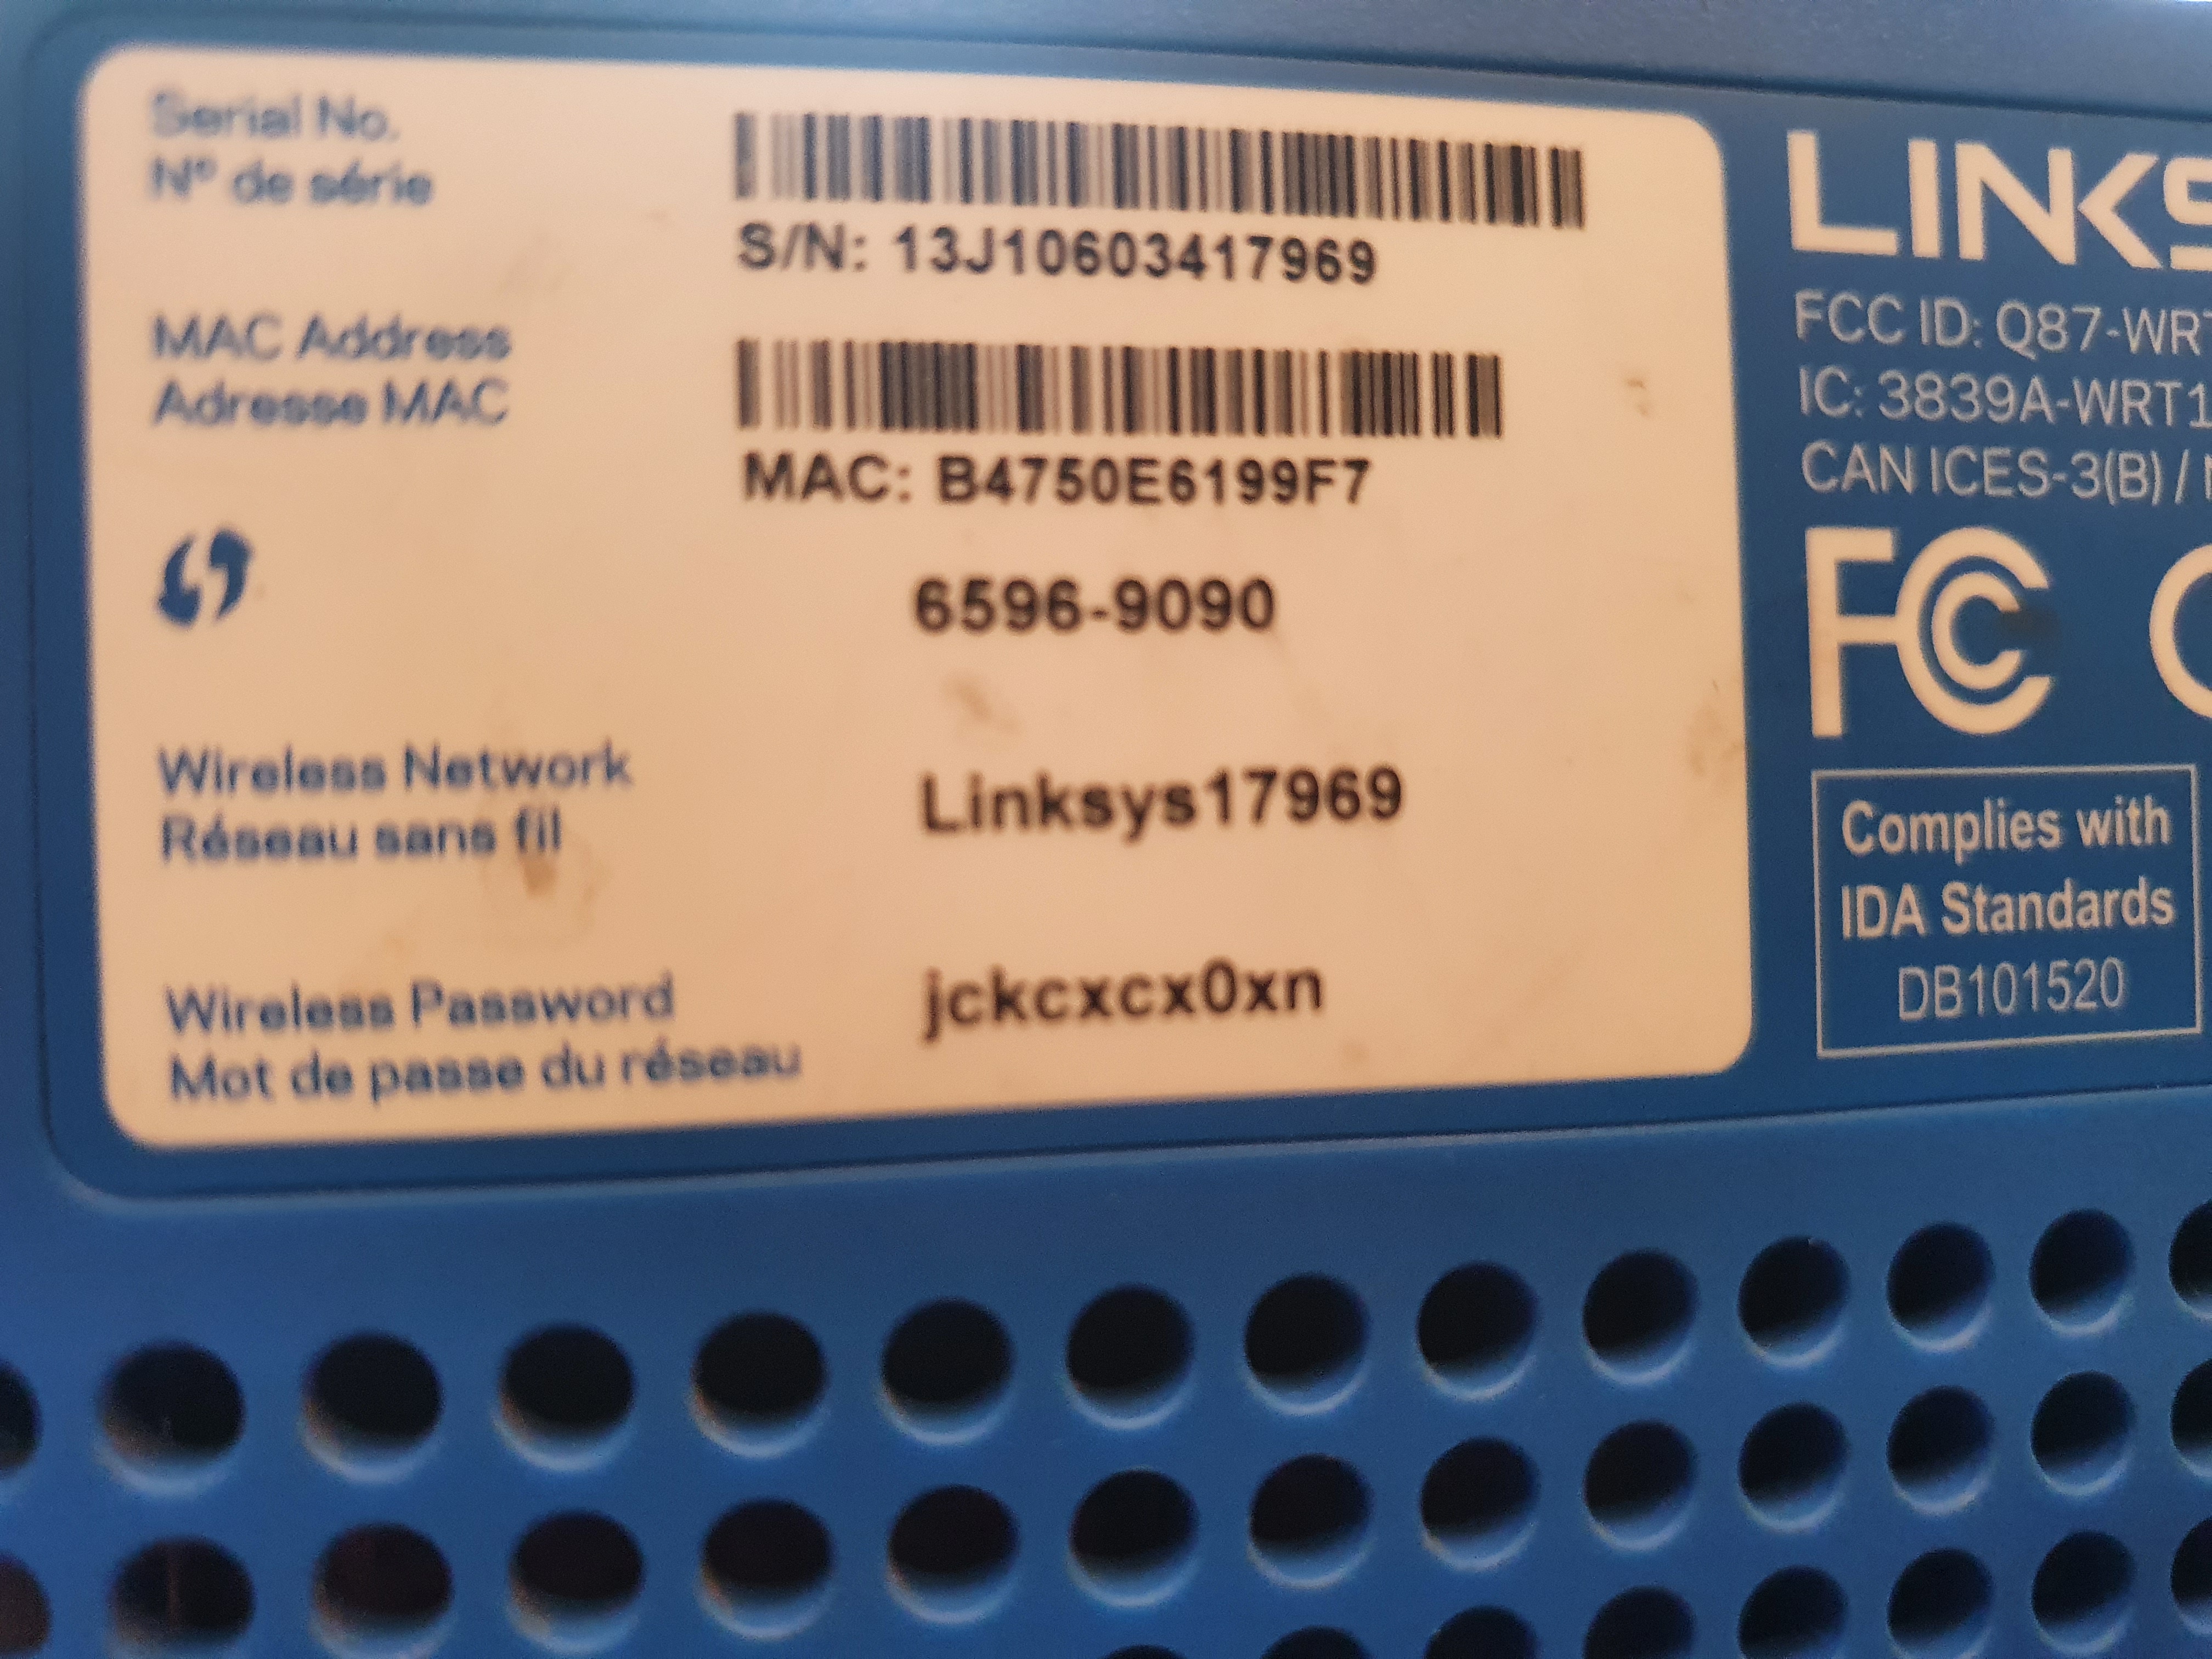 Serial No.
Nº de série
S/N: 13J10603417969
MAC Address
Adresse MAC
MAC: B4750E6199F7
6596-9090
Wireless Network
Réseau sans fil
Linksys17969
Wireless Password
Mot de passe du réseau
jckcxcx0xn
LINKS
FCC ID: Q87-WRT
IC: 3839A-WRT1
CAN ICES-3(B) /
FC
Complies with
IDA Standards
DB101520